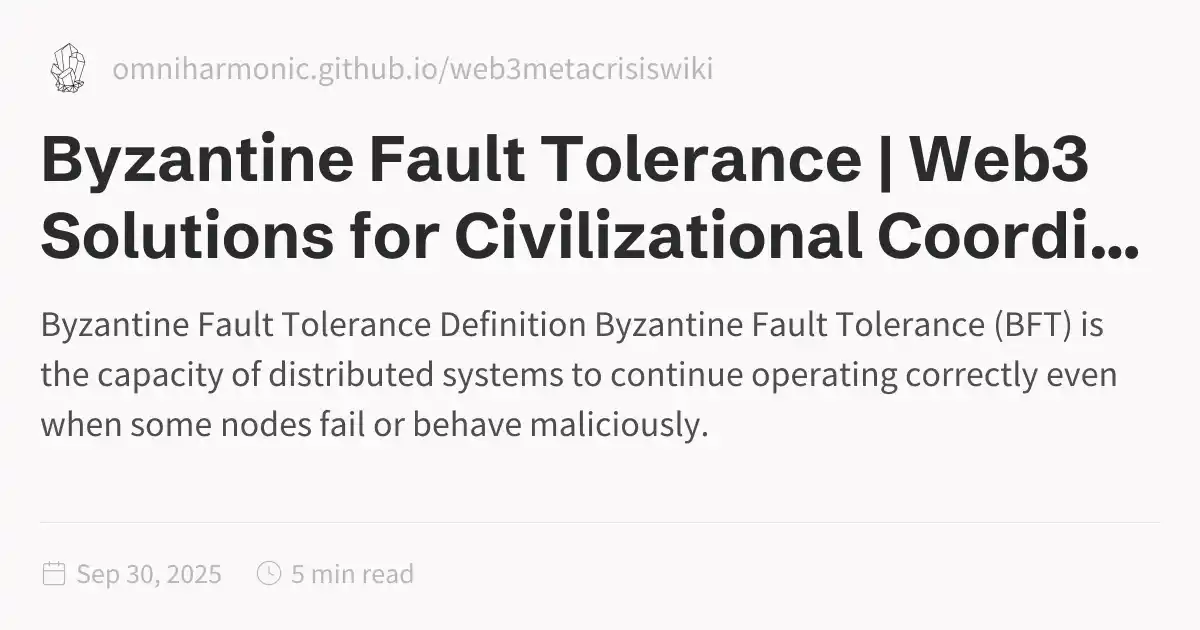 omniharmonic.github.io/web3metacrisiswiki
Byzantine Fault Tolerance | Web3
Solutions for Civilizational Coordi...
Byzantine Fault Tolerance Definition Byzantine Fault Tolerance (BFT) is
the capacity of distributed systems to continue operating correctly even
when some nodes fail or behave maliciously.
Sep 30, 2025 5 min read